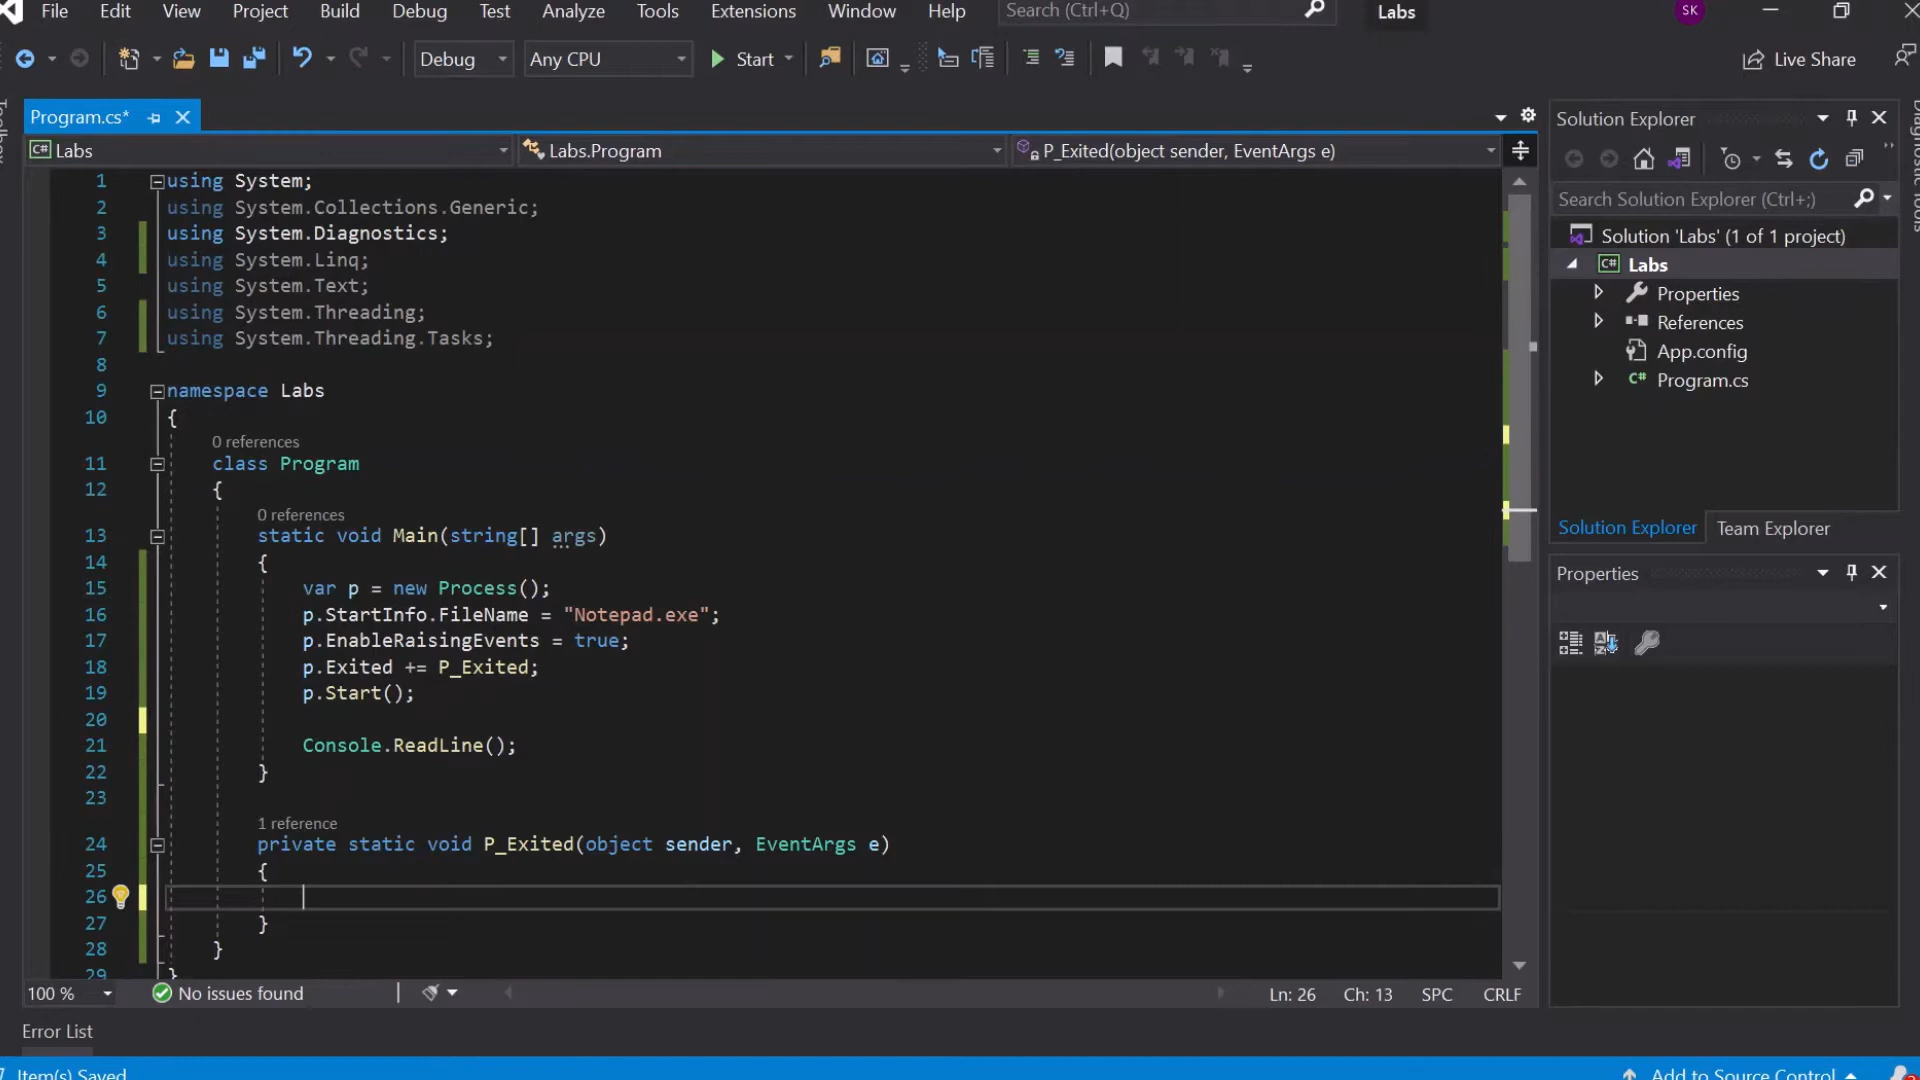 File Edit View Project Build Debug Test Analyze Tools Extensions Window Help Search (Ctrl+Q) Labs SK
Debug Any CPU Start Live Share
Program.cs*
Labs Labs.Program P_Exited(object sender, EventArgs e)
1 using System;
2 using System.Collections.Generic;
3 using System.Diagnostics;
4 using System.Linq;
5 using System.Text;
6 using System.Threading;
7 using System.Threading.Tasks;
8
9 namespace Labs
10 {
0 references
11 class Program
12 {
0 references
13 static void Main(string[] args)
14 {
15 var p = new Process();
16 p.StartInfo.FileName = "Notepad.exe";
17 p.EnableRaisingEvents = true;
18 p.Exited += P_Exited;
19 p.Start();
20
21 Console.ReadLine();
22 }
23
1 reference
24 private static void P_Exited(object sender, EventArgs e)
25 {
26
27 }
28 }
29 }
100 % No issues found Ln: 26 Ch: 13 SPC CRLF
Error List
Item(s) Saved Add to Source Control
Solution Explorer
Search Solution Explorer (Ctrl+;)
Solution 'Labs' (1 of 1 project)
C# Labs
Properties
References
App.config
C# Program.cs
Solution Explorer Team Explorer
Properties
Diagnostic Tools